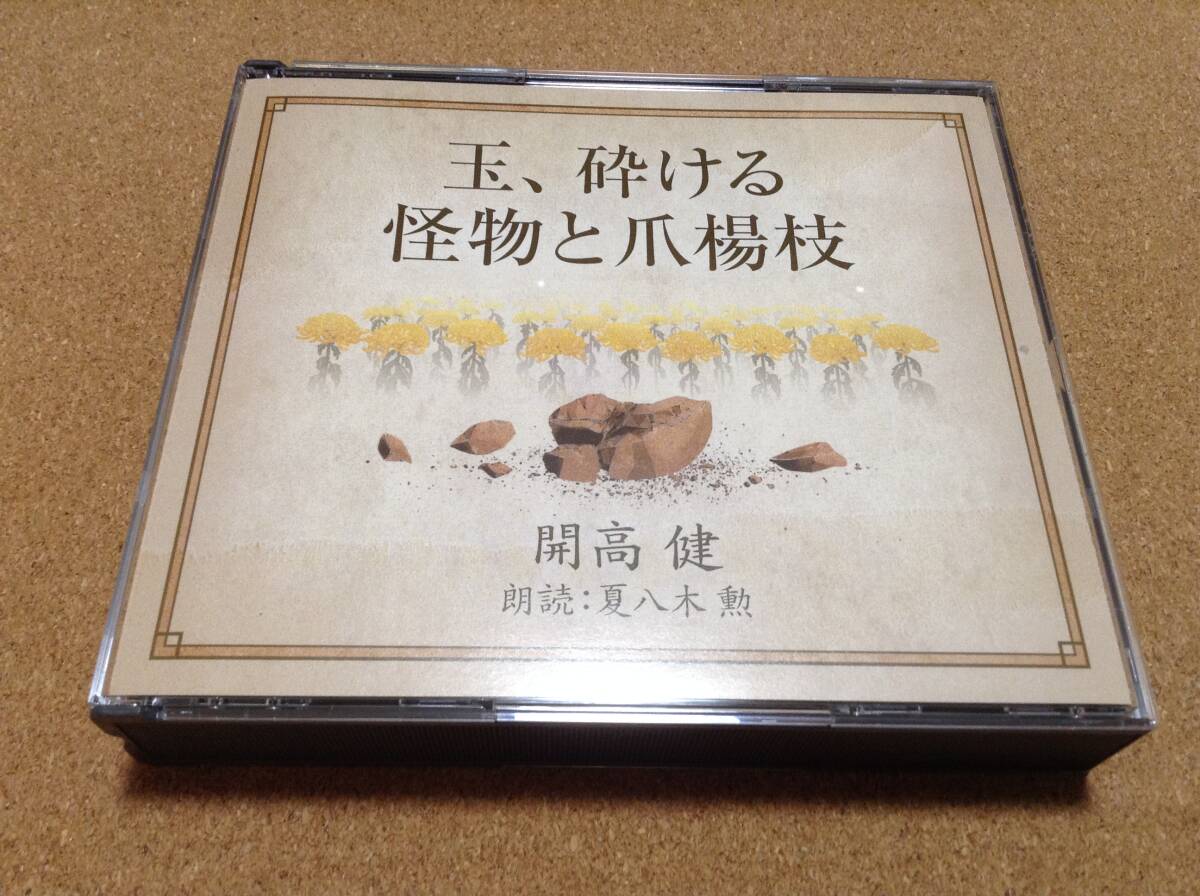 玉、砕ける
怪物と爪楊枝
開高 健
朗読:夏八木 勲